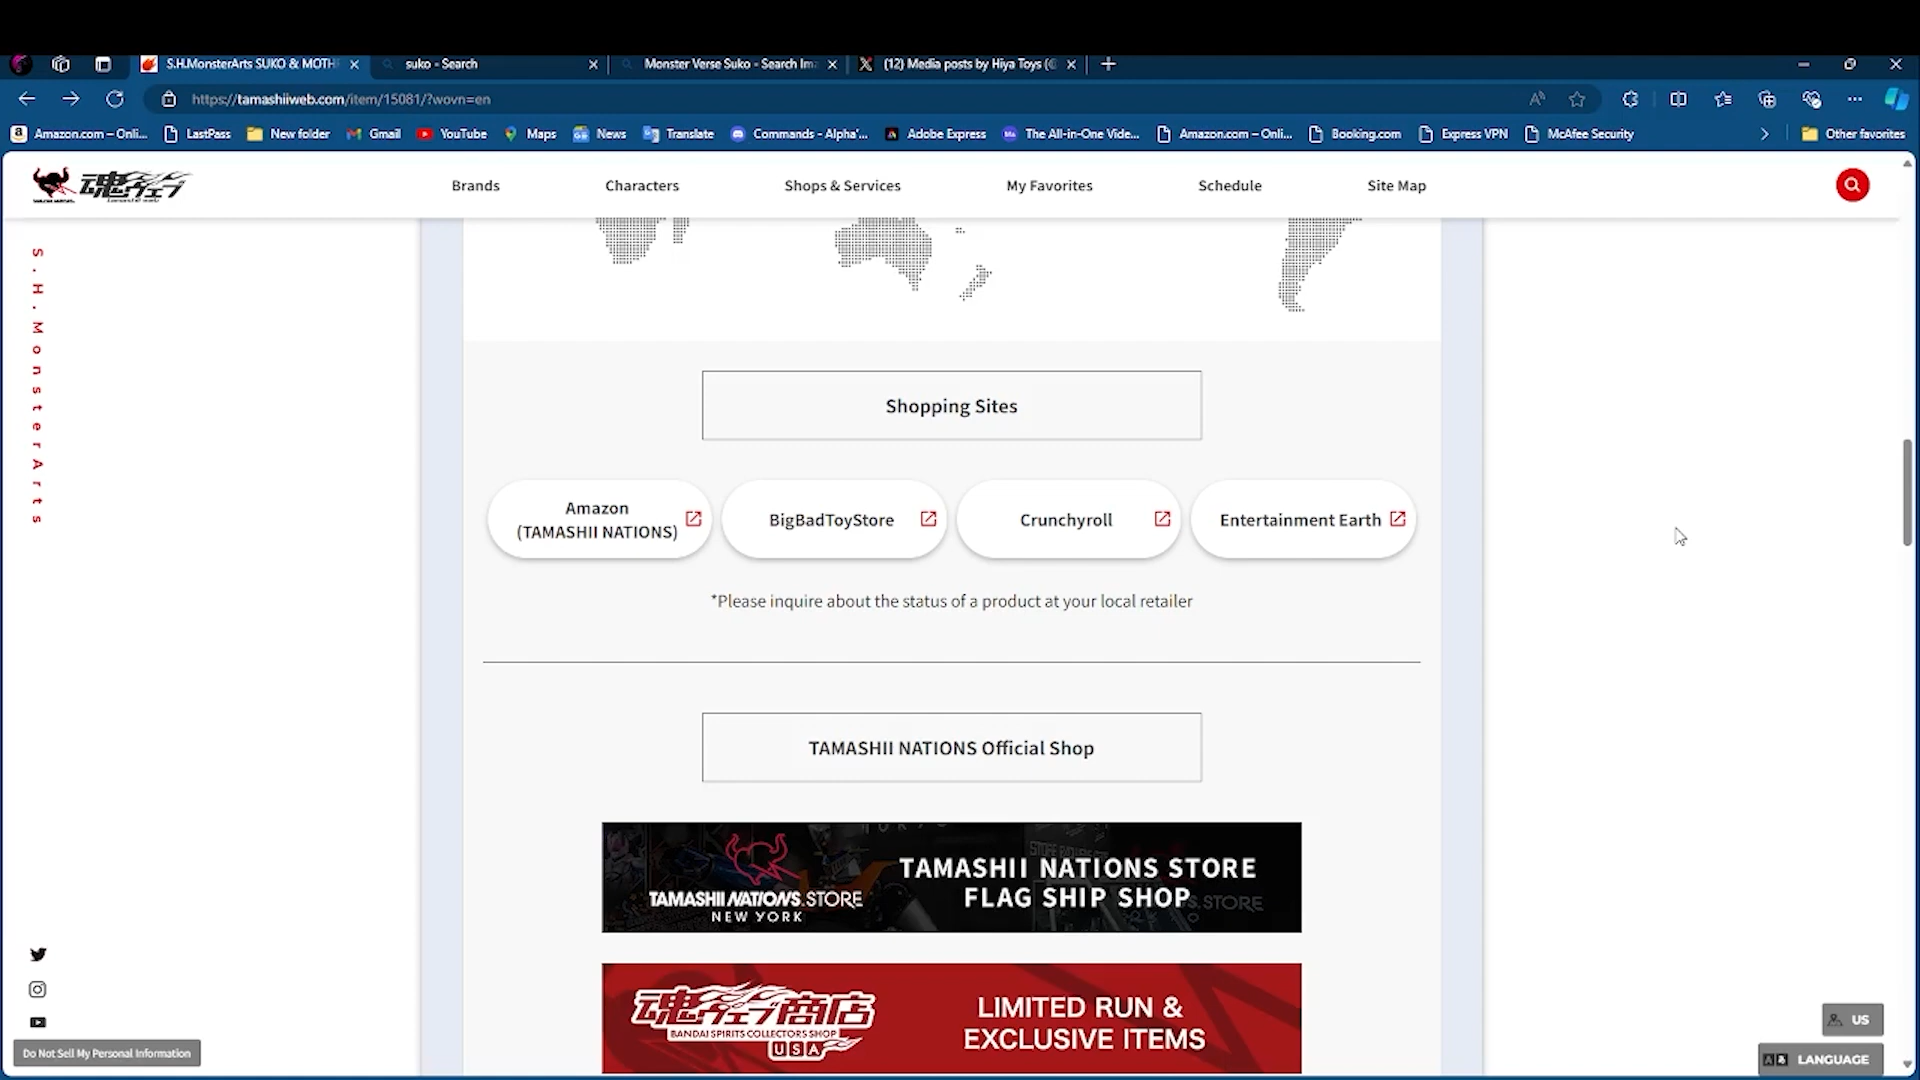 S.H.MonsterArts SUKO & MOTH
suko - Search
Monster Verse Suko - Search Im
(12) Media posts by Hiya Toys (@
https://tamashiiweb.com/item/15081/?wovn=en
Amazon.com – Onli...
LastPass
New folder
Gmail
YouTube
Maps
News
Translate
Commands - Alpha'...
Adobe Express
The All-in-One Vide...
Amazon.com – Onli...
Booking.com
Express VPN
McAfee Security
Other favorites
魂ウェブ
tamashii web
Brands
Characters
Shops & Services
My Favorites
Schedule
Site Map
S.H.MonsterArts
Shopping Sites
Amazon
(TAMASHII NATIONS)
BigBadToyStore
Crunchyroll
Entertainment Earth
*Please inquire about the status of a product at your local retailer
TAMASHII NATIONS Official Shop
TAMASHII NATIONS.STORE
NEW YORK
TAMASHII NATIONS STORE
FLAG SHIP SHOP
魂ウェブ商店
BANDAI SPIRITS COLLECTORS SHOP
USA
LIMITED RUN &
EXCLUSIVE ITEMS
Do Not Sell My Personal Information
US
LANGUAGE